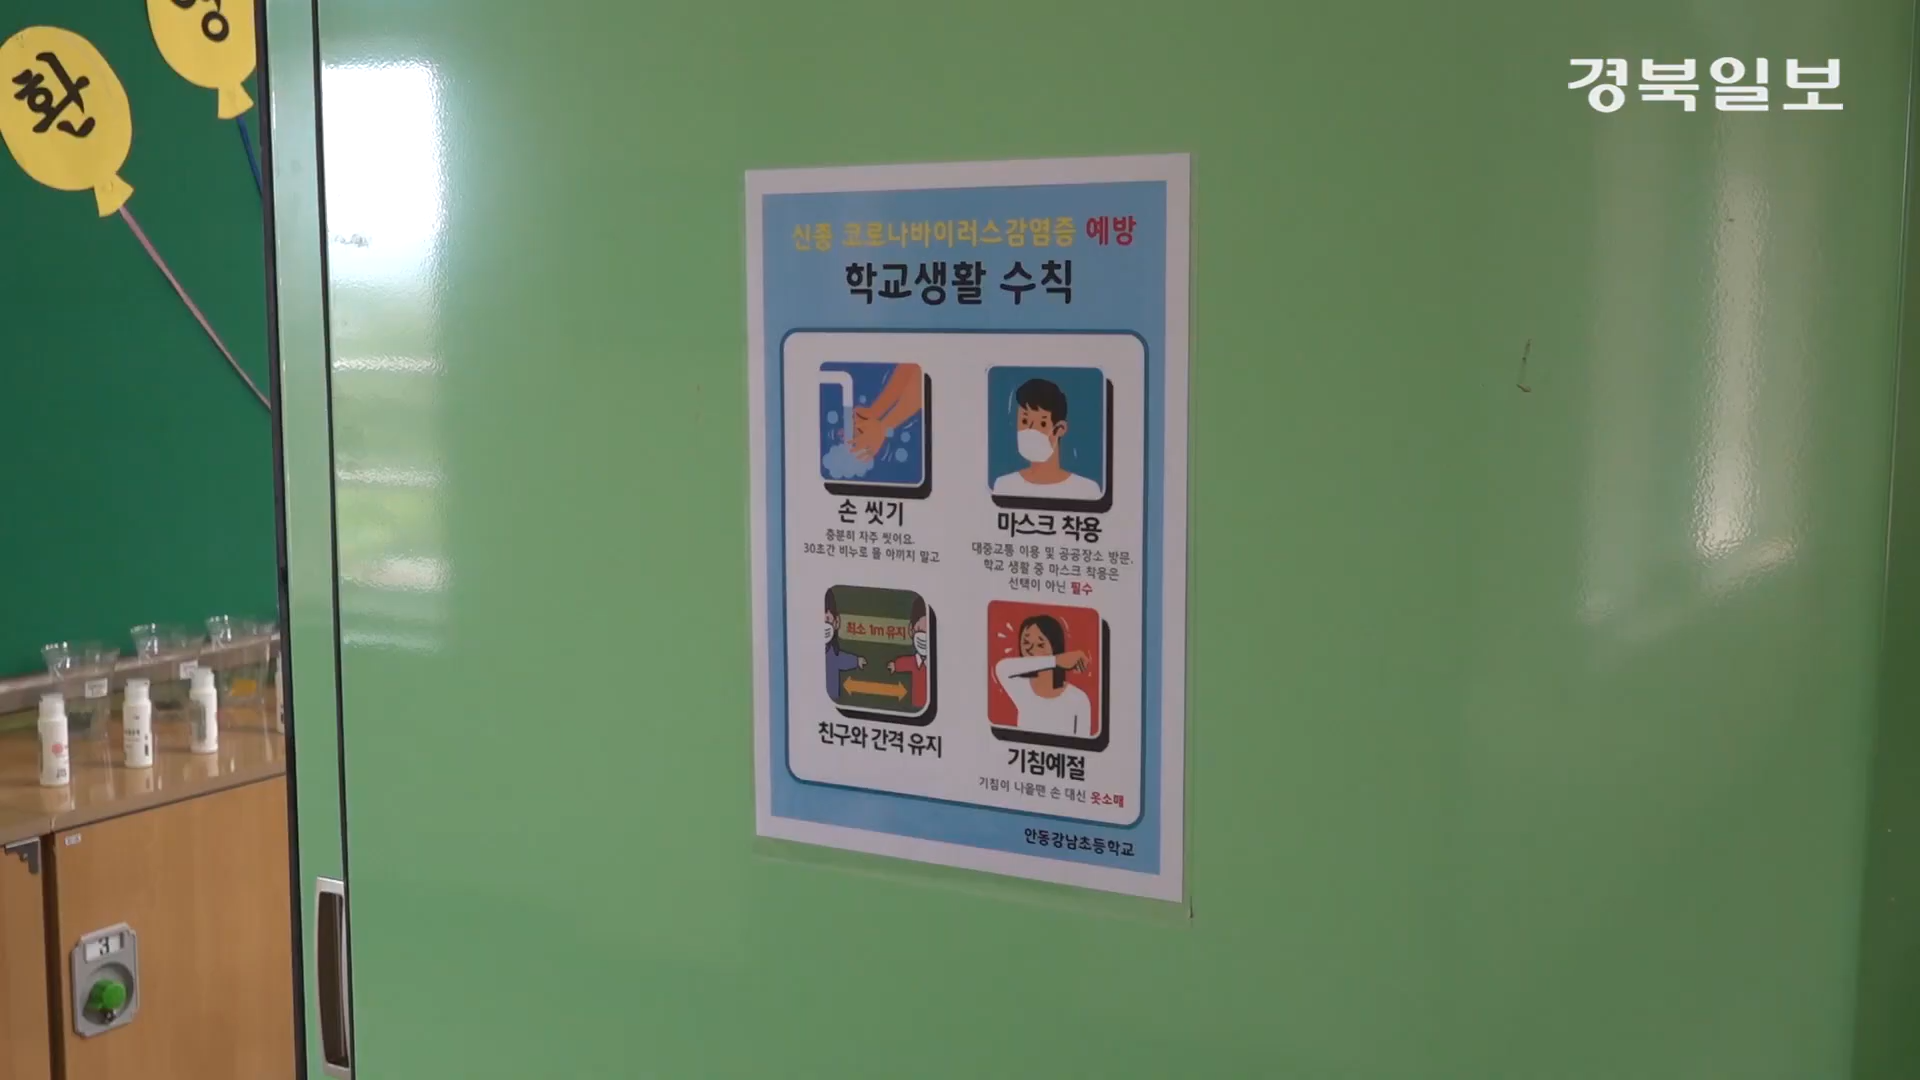 환
영
경북일보
신종 코로나바이러스감염증 예방
학교생활 수칙
손 씻기
충분히 자주 씻어요.
30초간 비누로 물 아끼지 말고
마스크 착용
대중교통 이용 및 공공장소 방문,
학교 생활 중 마스크 착용은
선택이 아닌 필수
최소 1m 유지
친구와 간격 유지
기침예절
기침이 나올땐 손 대신 옷소매
안동강남초등학교
3